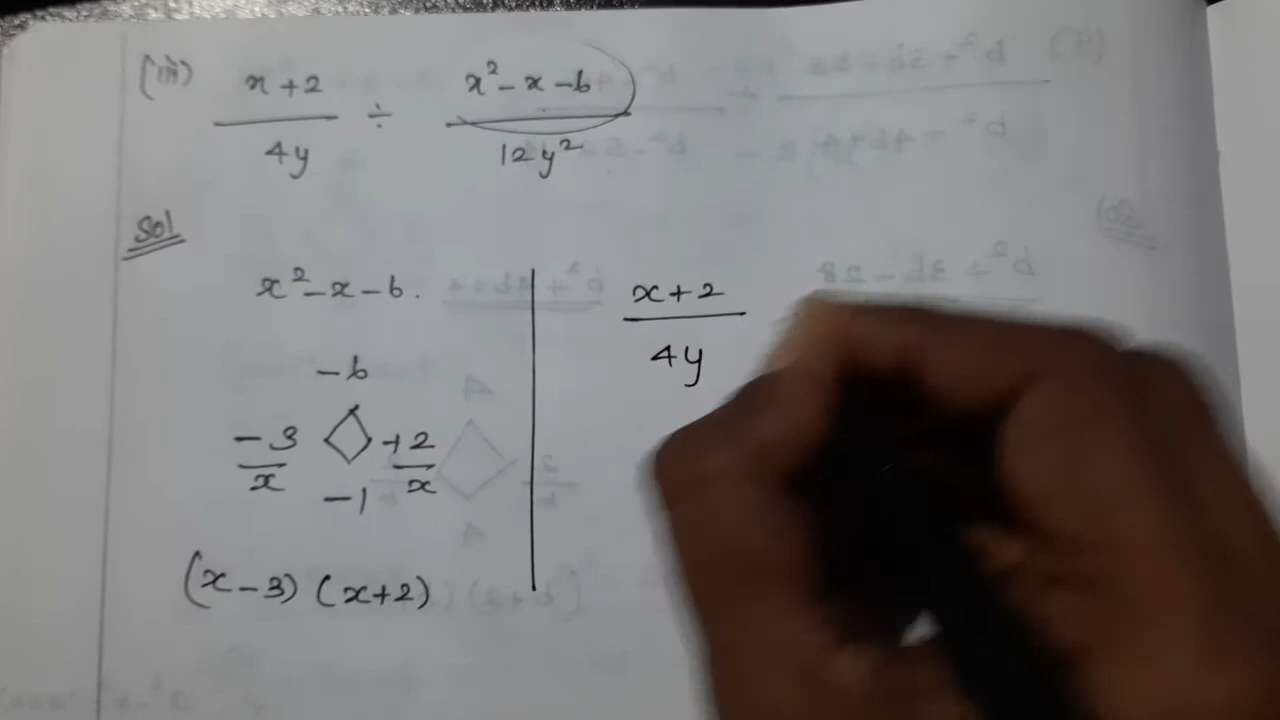 (iii) x+2 / 4y ÷ x²-x-6 / 12y²
Sol
x²-x-6.
-6
-3/x +2/x
-1
(x-3) (x+2)
x+2
4y